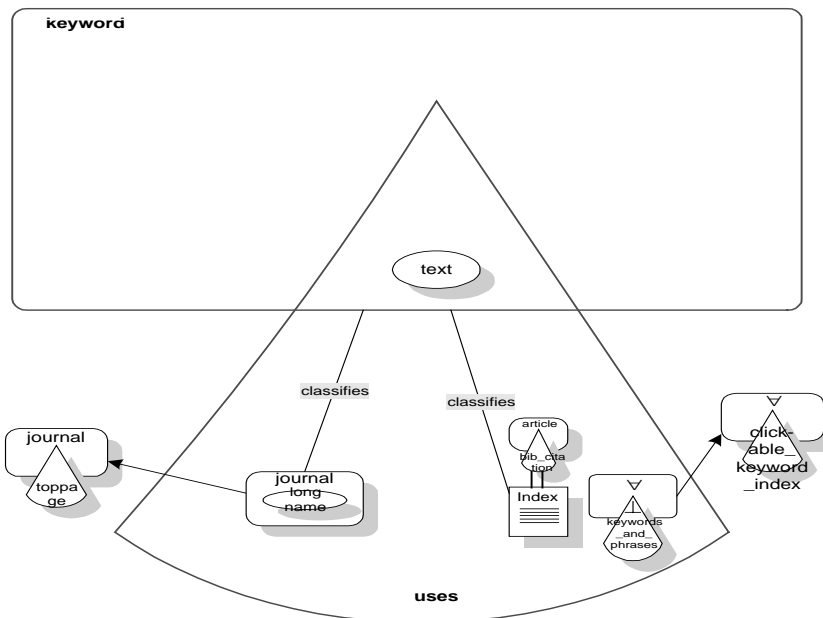 keyword
text
classifies
classifies
article
bib_cita
tion
Index
journal
toppa
ge
journal
long
name
∀
keywords
_and_
phrases
∀
click-
able_
keyword
_index
uses